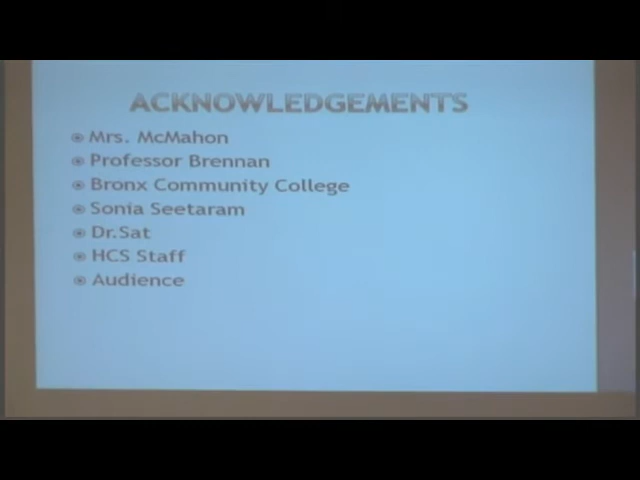 ACKNOWLEDGEMENTS
Mrs. McMahon
Professor Brennan
Bronx Community College
Sonia Seetaram
Dr.Sat
HCS Staff
Audience